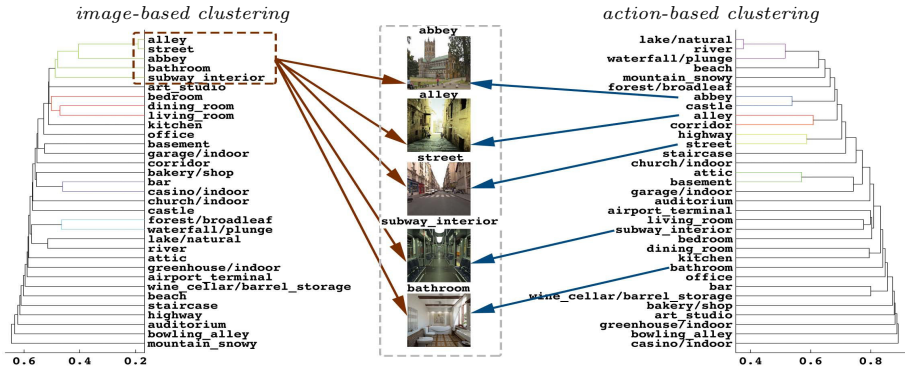 image-based clustering
alley
street
abbey
bathroom
subway_interior
art_studio
bedroom
dining_room
living_room
kitchen
office
basement
garage/indoor
corridor
bakery/shop
bar
casino/indoor
church/indoor
castle
forest/broadleaf
waterfall/plunge
lake/natural
river
attic
greenhouse/indoor
airport_terminal
wine_cellar/barrel_storage
beach
staircase
highway
auditorium
bowling_alley
mountain_snowy
0.6 0.4 0.2
abbey
alley
street
subway_interior
bathroom
action-based clustering
lake/natural
river
waterfall/plunge
beach
mountain_snowy
forest/broadleaf
abbey
castle
alley
corridor
highway
street
staircase
church/indoor
attic
basement
garage/indoor
auditorium
airport_terminal
living_room
subway_interior
bedroom
dining_room
kitchen
bathroom
office
bar
wine_cellar/barrel_storage
bakery/shop
art_studio
greenhouse/indoor
bowling_alley
casino/indoor
0.4 0.6 0.8